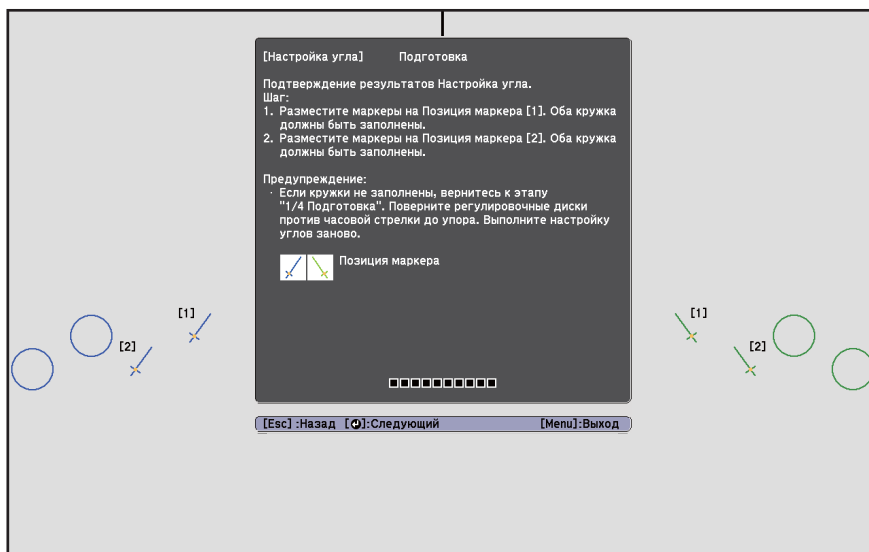 [Настройка угла] Подготовка
Подтверждение результатов Настройка угла.
Шаг:
1. Разместите маркеры на Позиция маркера [1]. Оба кружка
должны быть заполнены.
2. Разместите маркеры на Позиция маркера [2]. Оба кружка
должны быть заполнены.
Предупреждение:
· Если кружки не заполнены, вернитесь к этапу
"1/4 Подготовка". Поверните регулировочные диски
против часовой стрелки до упора. Выполните настройку
углов заново.
Позиция маркера
[1]
[2]
[1]
[2]
[Esc] :Назад [↵]:Следующий [Menu]:Выход